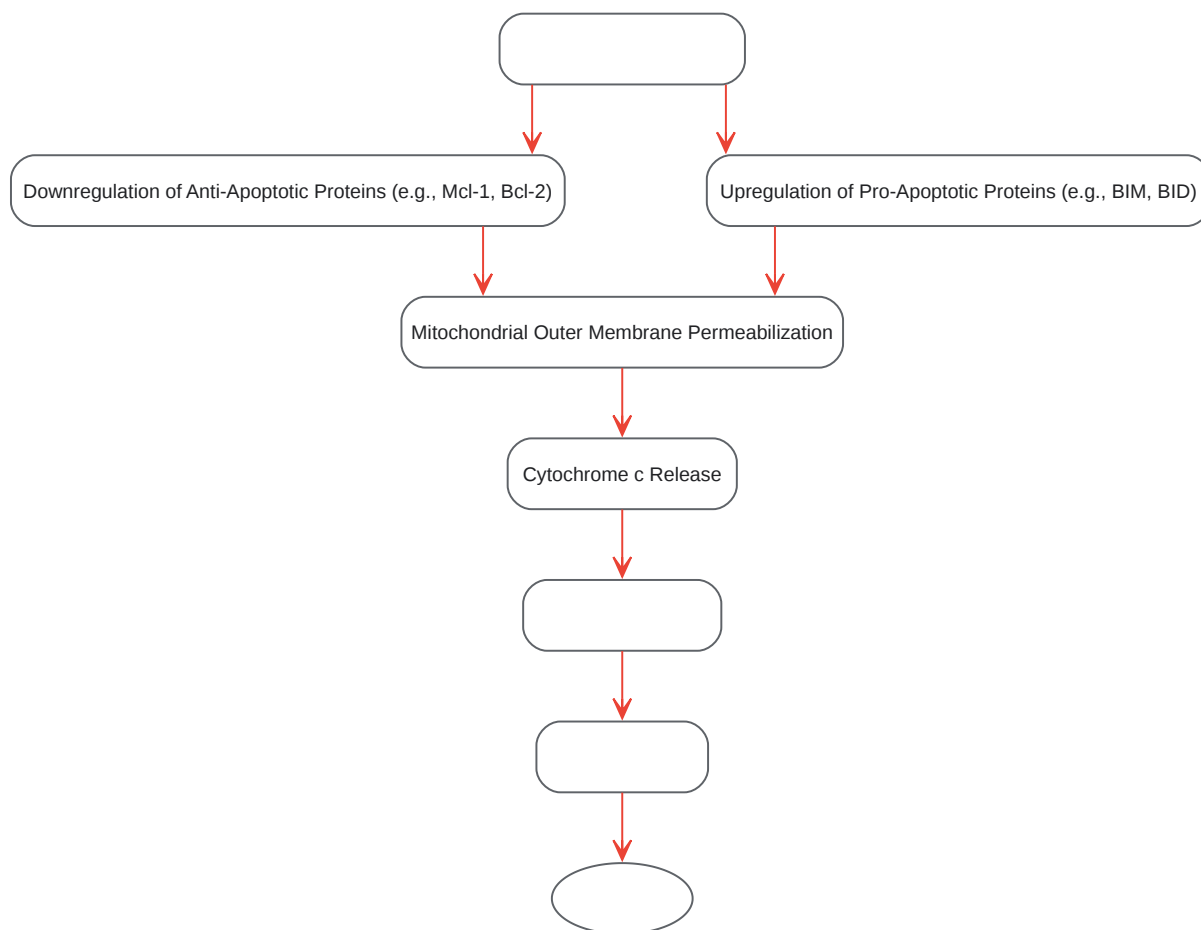 Downregulation of Anti-Apoptotic Proteins (e.g., Mcl-1, Bcl-2)
Upregulation of Pro-Apoptotic Proteins (e.g., BIM, BID)
Mitochondrial Outer Membrane Permeabilization
Cytochrome c Release